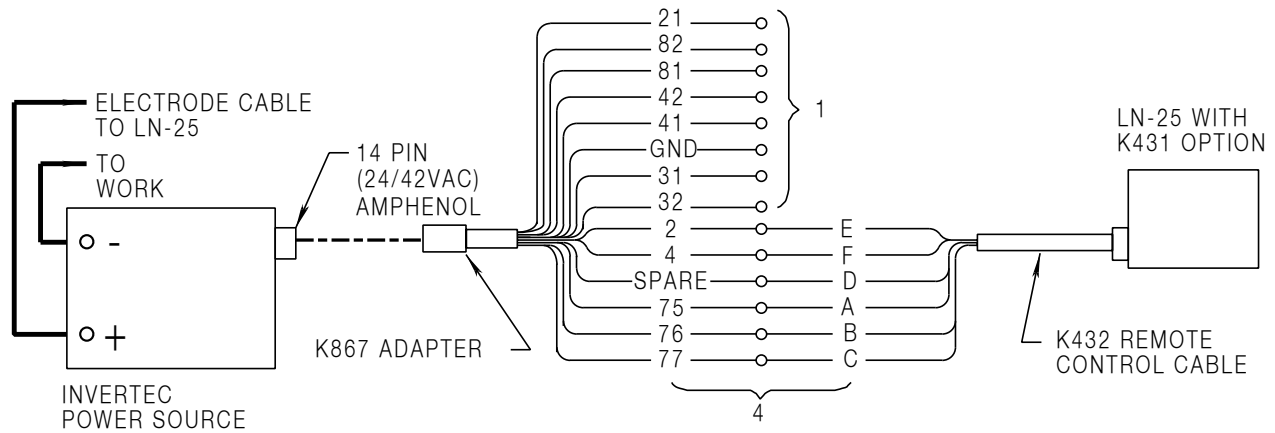 21
82
81
42
41
GND
31
32
1
ELECTRODE CABLE
TO LN-25
TO
WORK
14 PIN
(24/42VAC)
AMPHENOL
LN-25 WITH
K431 OPTION
-
+
2 E
4 F
SPARE D
75 A
76 B
77 C
4
K867 ADAPTER
K432 REMOTE
CONTROL CABLE
INVERTEC
POWER SOURCE